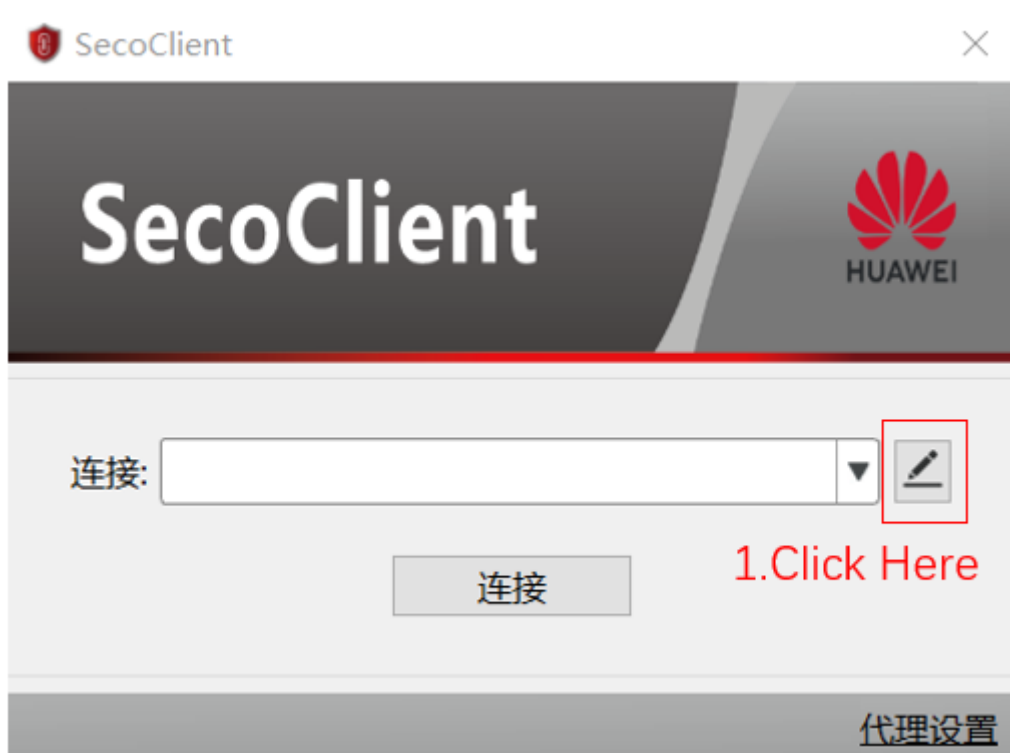 SecoClient
SecoClient
HUAWEI
连接:
1.Click Here
连接
代理设置